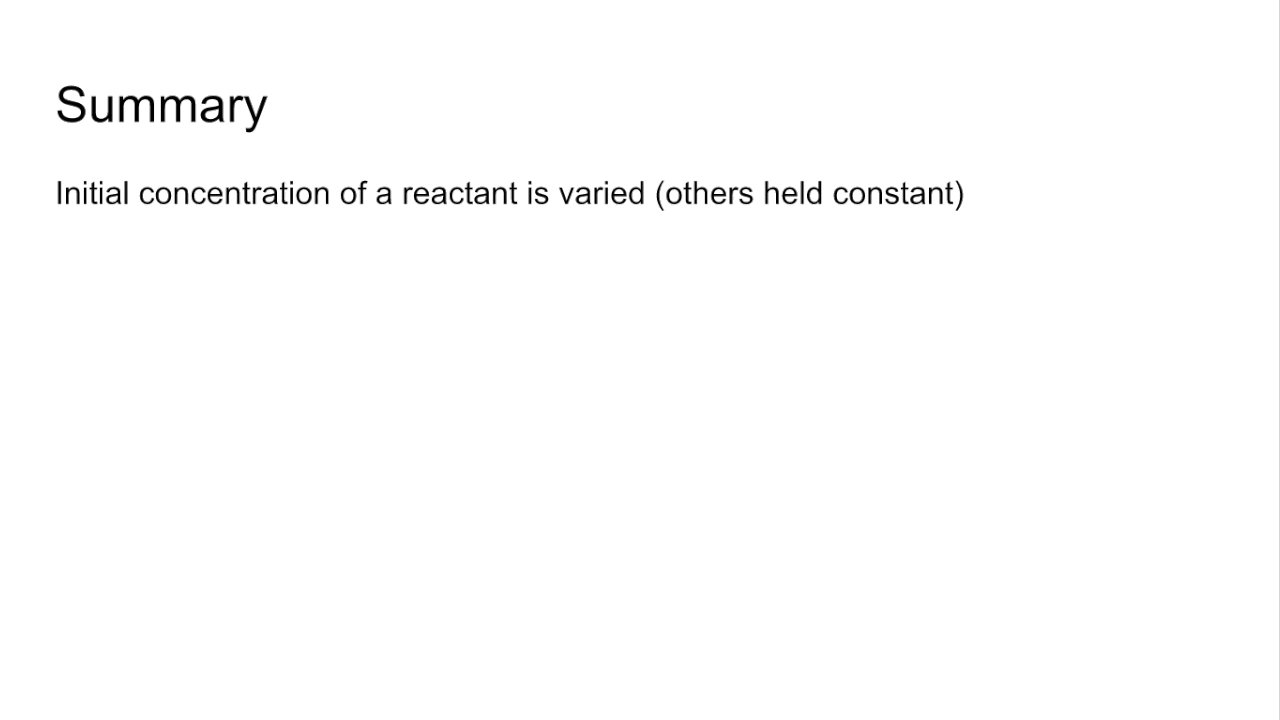 Summary
Initial concentration of a reactant is varied (others held constant)